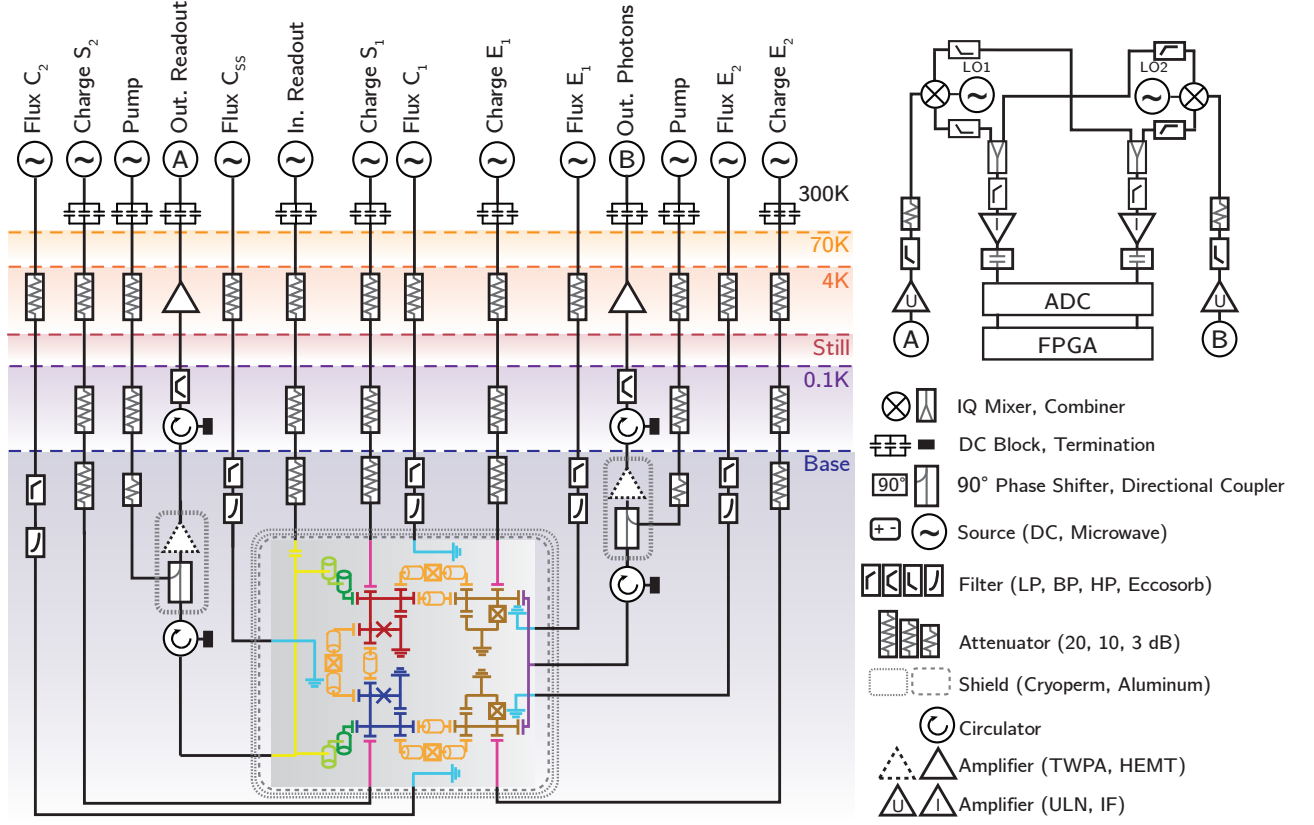 Flux C2
Charge S2
Pump
Out. Readout
Flux CSS
In. Readout
Charge S1
Flux C1
Charge E1
Flux E1
Out. Photons
Pump
Flux E2
Charge E2
A
B
300K
70K
4K
Still
0.1K
Base
LO1
LO2
I
I
U
U
ADC
FPGA
A
B
IQ Mixer, Combiner
DC Block, Termination
90°
90° Phase Shifter, Directional Coupler
+ -
Source (DC, Microwave)
Filter (LP, BP, HP, Eccosorb)
Attenuator (20, 10, 3 dB)
Shield (Cryoperm, Aluminum)
Circulator
Amplifier (TWPA, HEMT)
U
I
Amplifier (ULN, IF)